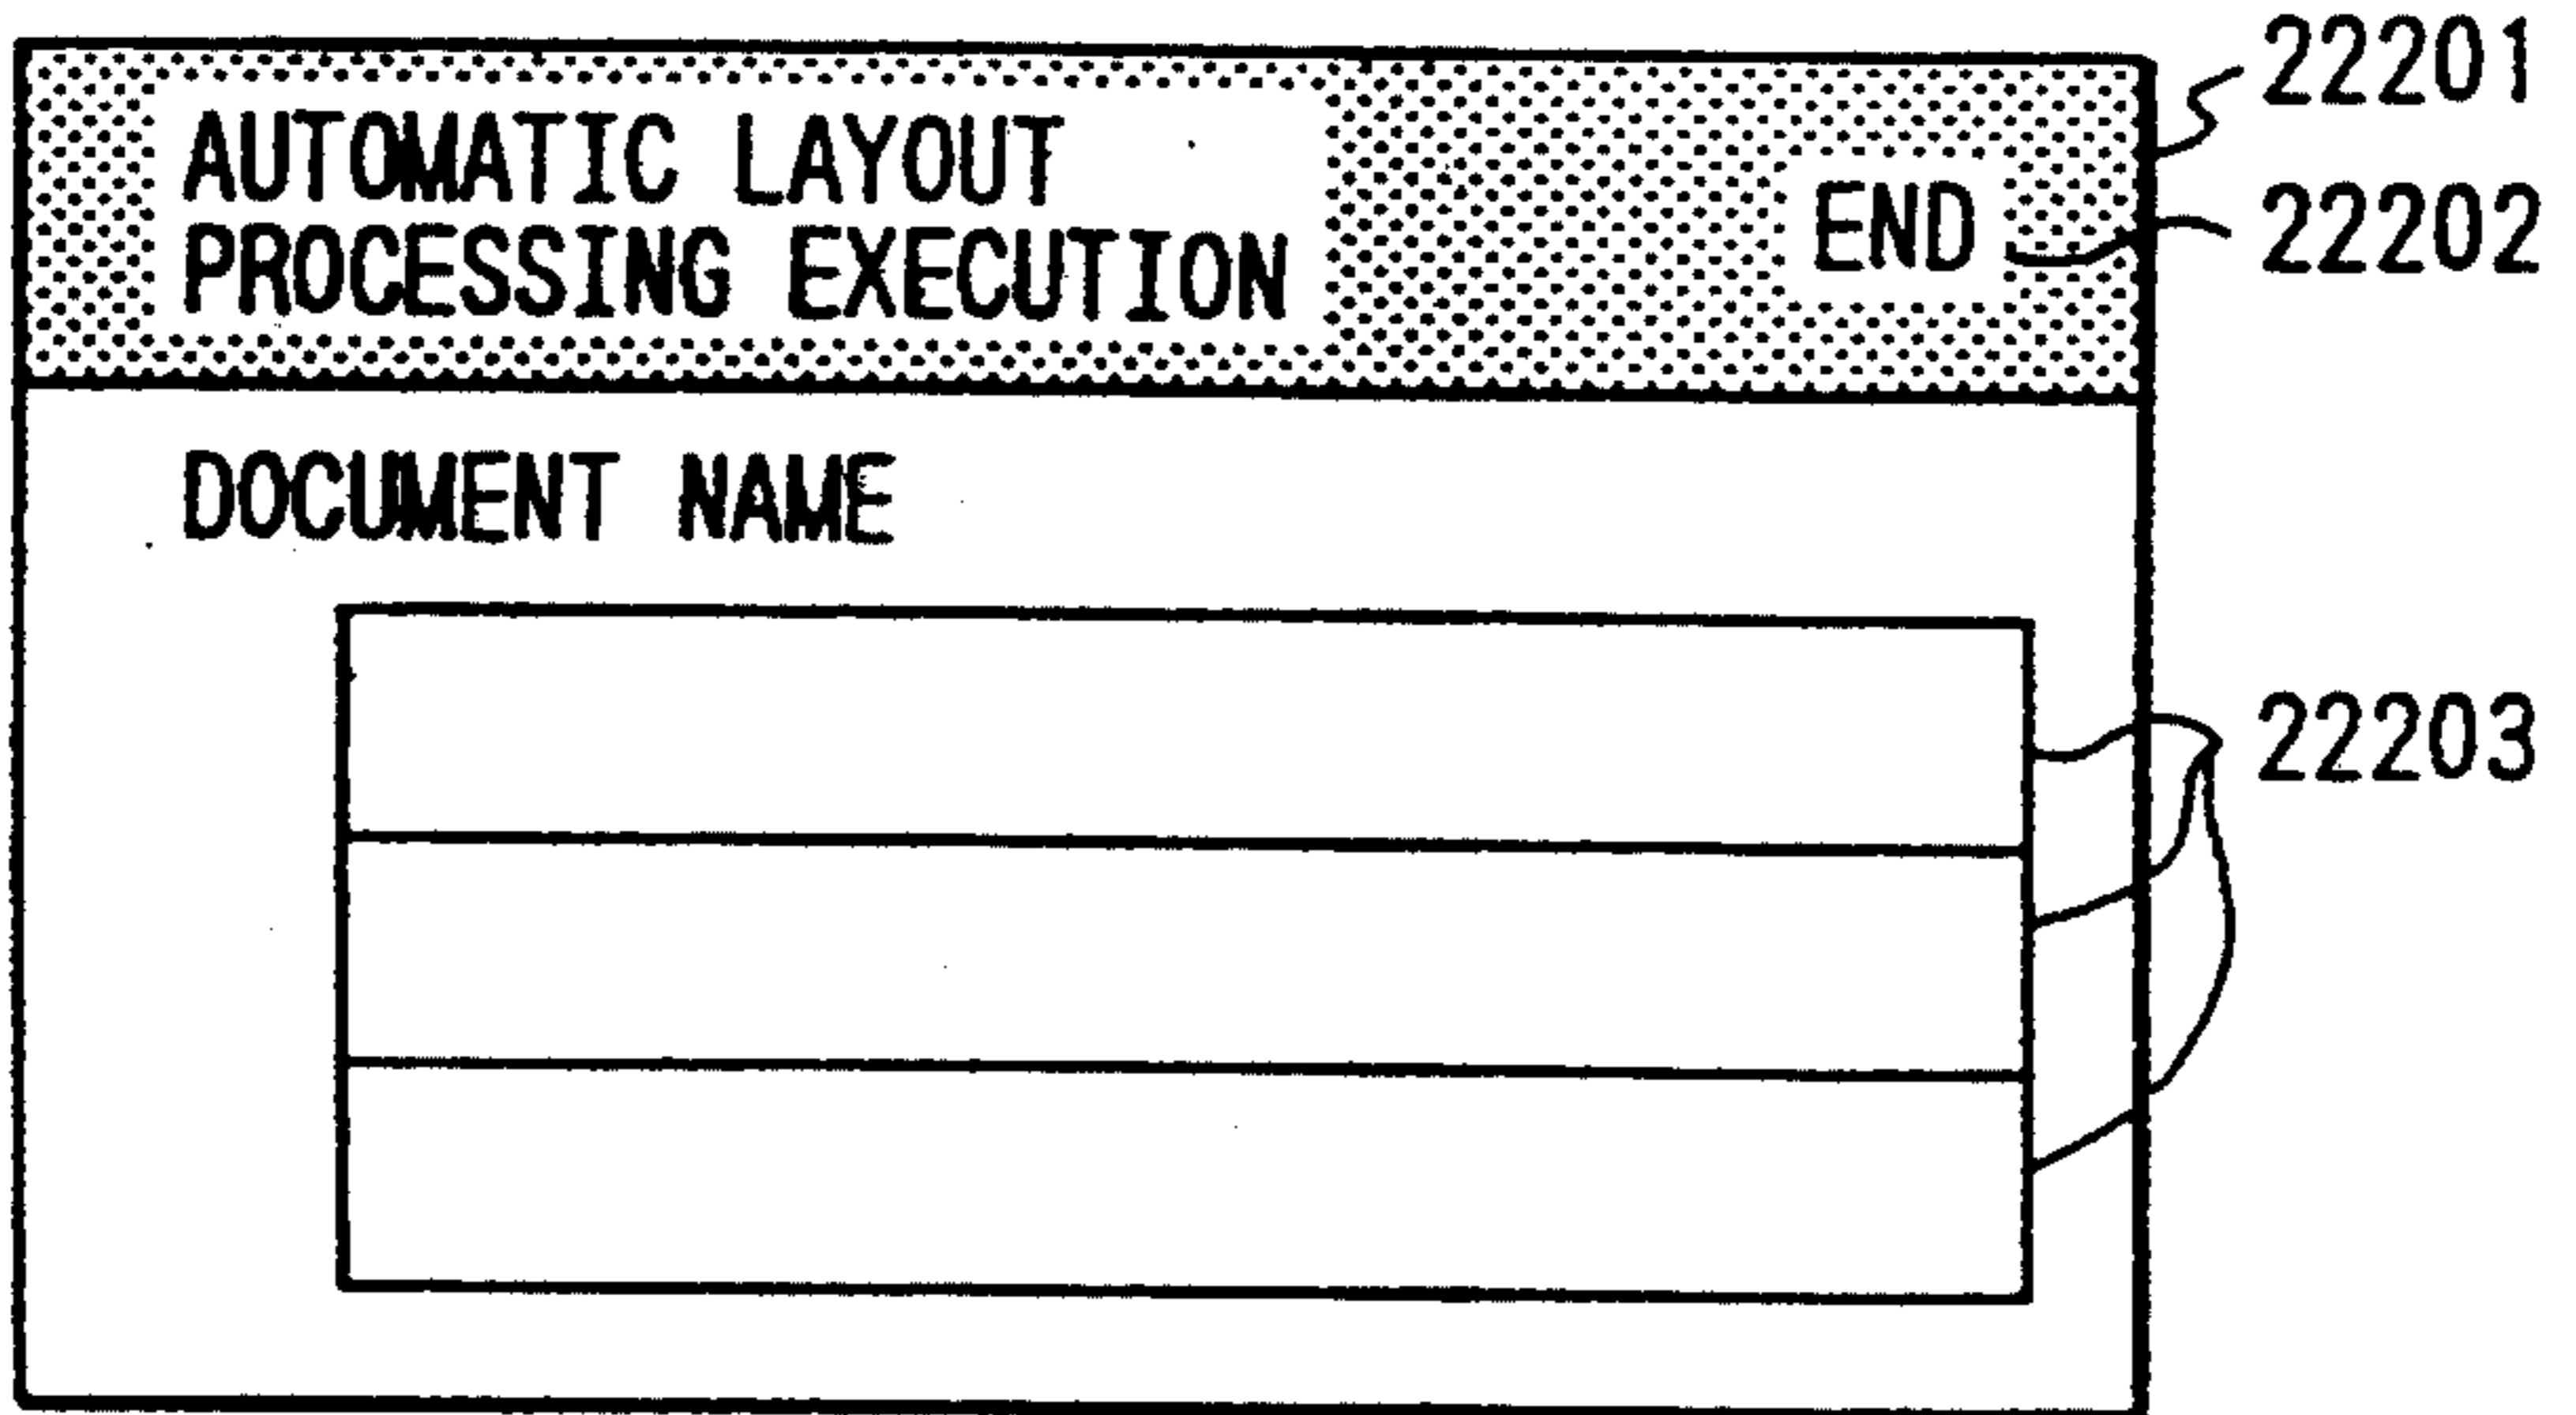 AUTOMATIC LAYOUT
PROCESSING EXECUTION
END
DOCUMENT NAME
22201
22202
22203